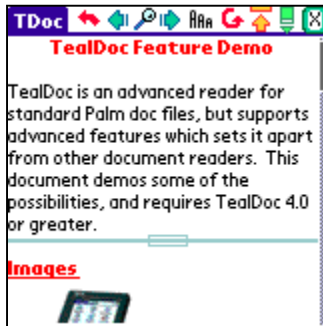 TDoc AAA
TealDoc Feature Demo
TealDoc is an advanced reader for
standard Palm doc files, but supports
advanced features which sets it apart
from other document readers.  This
document demos some of the
possibilities, and requires TealDoc 4.0
or greater.
Images